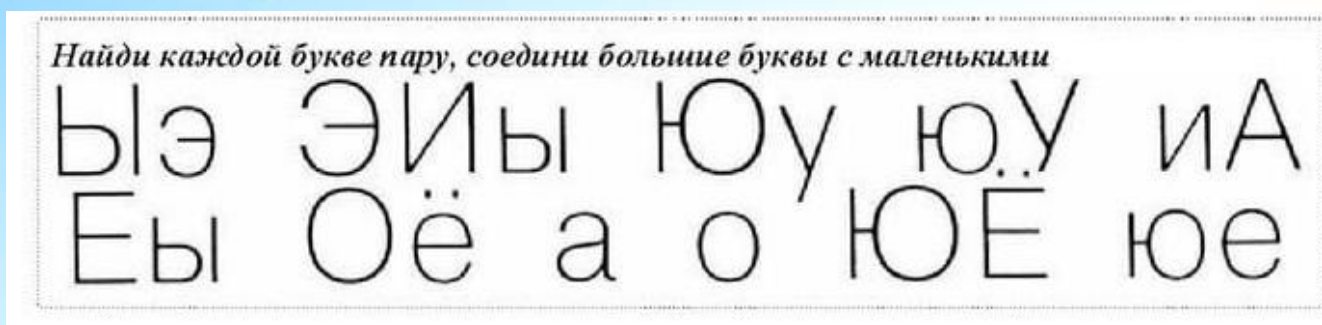 Найди каждой букве пару, соедини большие буквы с маленькими
Ыэ ЭИы Юу юУ иА
Еы Оё а о ЮЁ юе